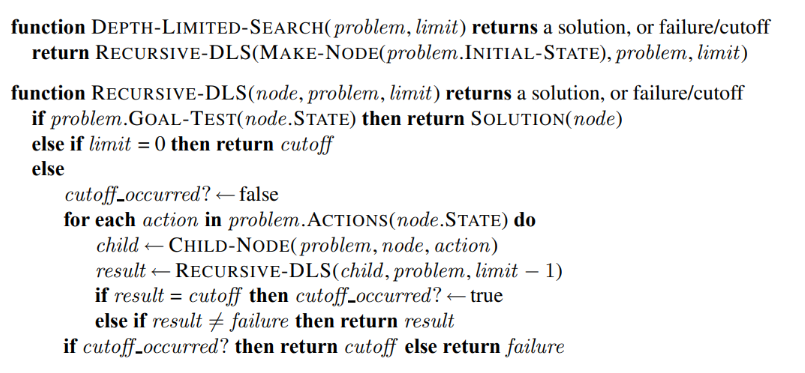 function DEPTH-LIMITED-SEARCH(problem, limit) returns a solution, or failure/cutoff
return RECURSIVE-DLS(MAKE-NODE(problem.INITIAL-STATE), problem, limit)
function RECURSIVE-DLS(node, problem, limit) returns a solution, or failure/cutoff
if problem.GOAL-TEST(node.STATE) then return SOLUTION(node)
else if limit = 0 then return cutoff
else
cutoff_occurred? ← false
for each action in problem.ACTIONS(node.STATE) do
child ← CHILD-NODE(problem, node, action)
result ← RECURSIVE-DLS(child, problem, limit − 1)
if result = cutoff then cutoff_occurred? ← true
else if result ≠ failure then return result
if cutoff_occurred? then return cutoff else return failure